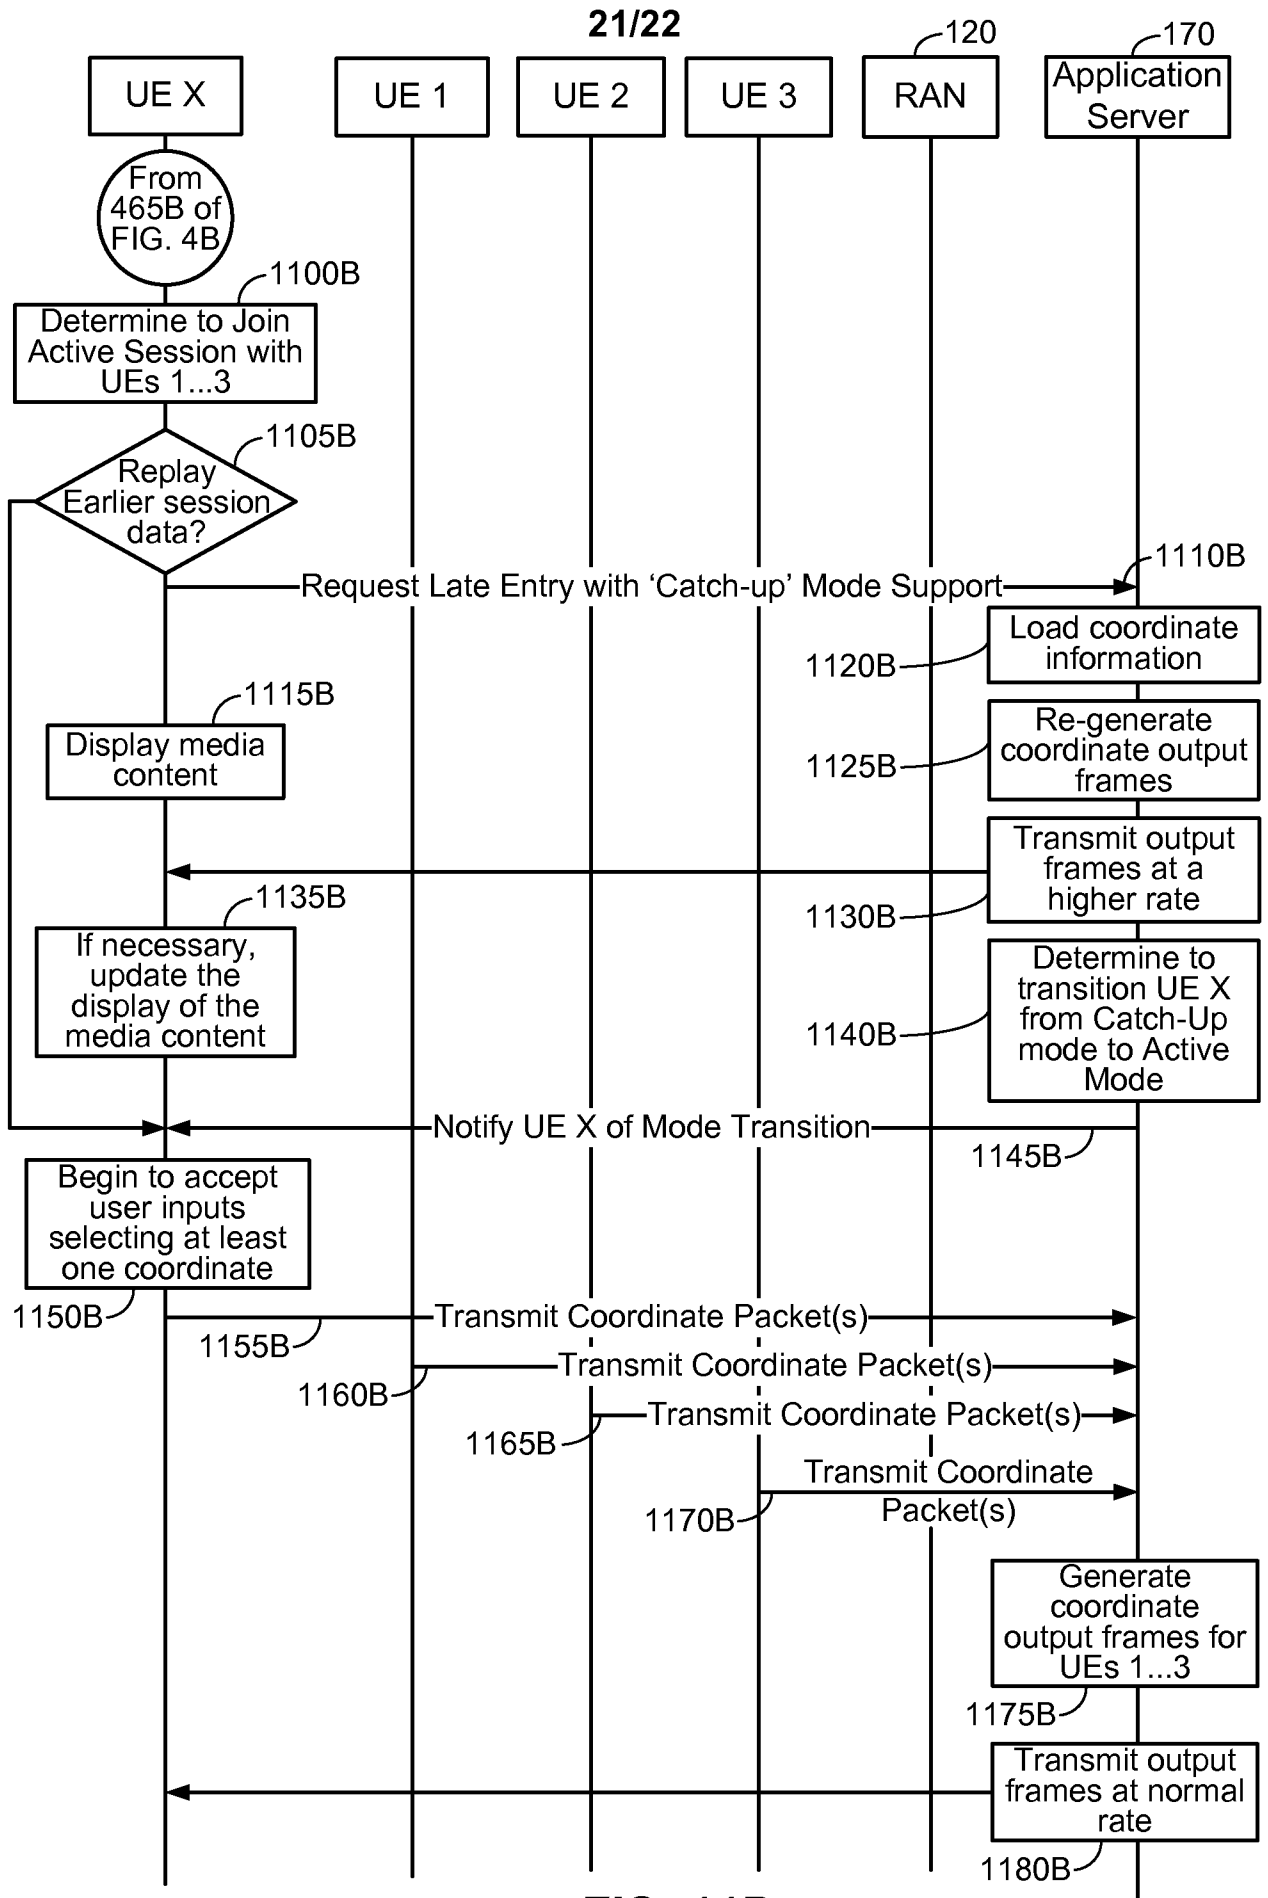 21/22
120
170
UE X
UE 1
UE 2
UE 3
RAN
Application
Server
From
465B of
FIG. 4B
1100B
Determine to Join
Active Session with
UEs 1...3
1105B
Replay
Earlier session
data?
1110B
Request Late Entry with ‘Catch-up’ Mode Support
Load coordinate
information
1120B
1115B
Display media
content
Re-generate
coordinate output
frames
1125B
Transmit output
frames at a
higher rate
1130B
1135B
If necessary,
update the
display of the
media content
Determine to
transition UE X
from Catch-Up
mode to Active
Mode
1140B
Notify UE X of Mode Transition
1145B
Begin to accept
user inputs
selecting at least
one coordinate
1150B
Transmit Coordinate Packet(s)
1155B
Transmit Coordinate Packet(s)
1160B
Transmit Coordinate Packet(s)
1165B
Transmit Coordinate
Packet(s)
1170B
Generate
coordinate
output frames for
UEs 1...3
1175B
Transmit output
frames at normal
rate
1180B